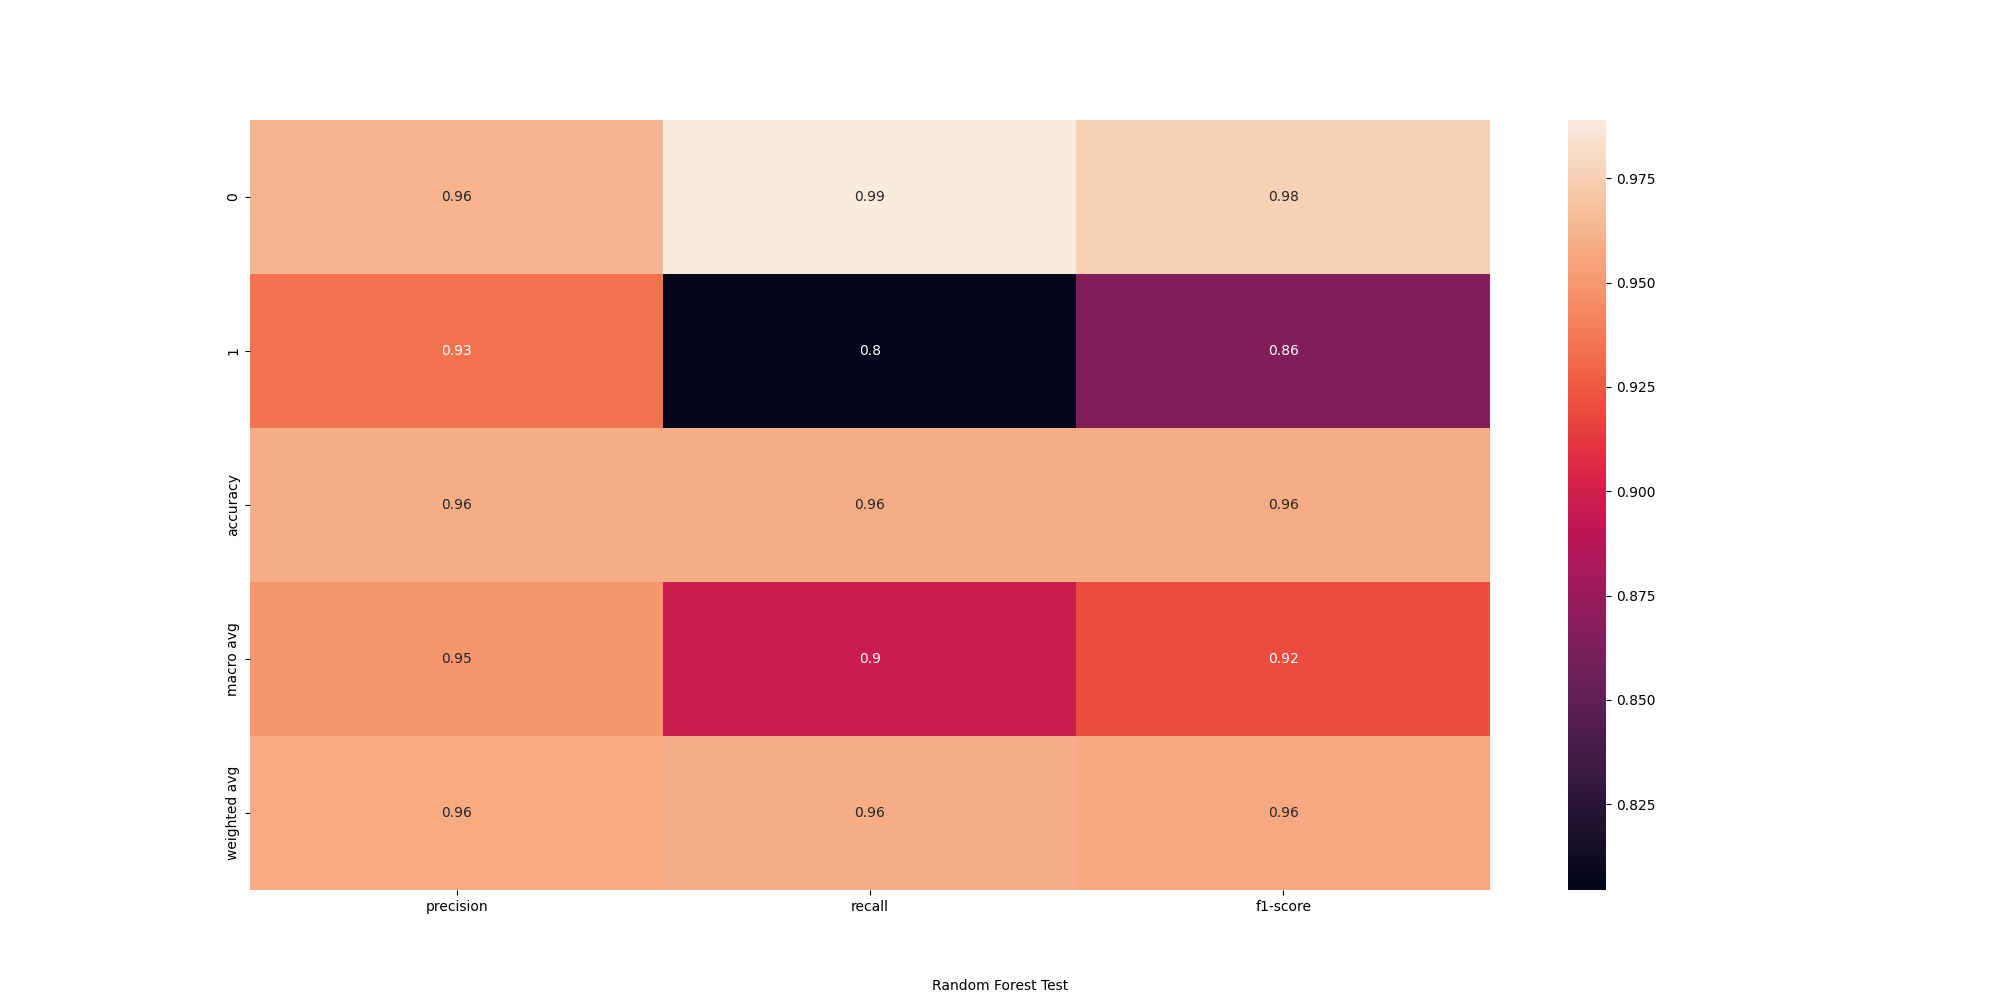 0 0.96 0.99 0.98
1 0.93 0.8 0.86
accuracy 0.96 0.96 0.96
macro avg 0.95 0.9 0.92
weighted avg 0.96 0.96 0.96
precision recall f1-score
0.975
0.950
0.925
0.900
0.875
0.850
0.825
Random Forest Test